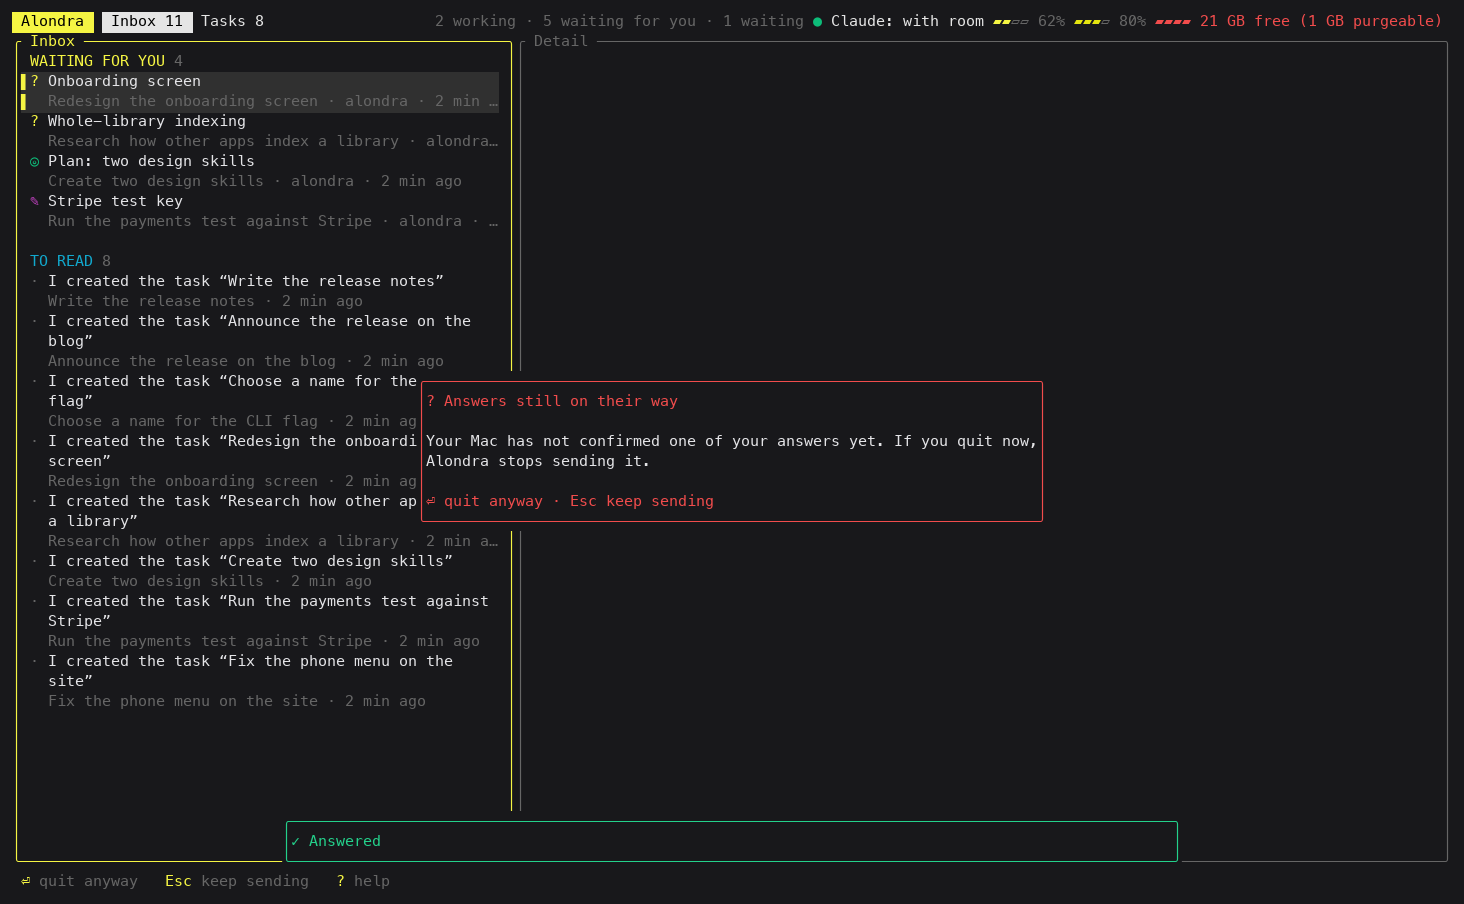 Alondra Inbox 11 Tasks 8 2 working · 5 waiting for you · 1 waiting ● Claude: with room ▰▰▱▱ 62% ▰▰▰▱ 80% ▰▰▰▰ 21 GB free (1 GB purgeable)
Inbox
Detail
WAITING FOR YOU 4
? Onboarding screen
Redesign the onboarding screen · alondra · 2 min …
? Whole-library indexing
Research how other apps index a library · alondra…
◎ Plan: two design skills
Create two design skills · alondra · 2 min ago
✎ Stripe test key
Run the payments test against Stripe · alondra · …
TO READ 8
· I created the task “Write the release notes”
Write the release notes · 2 min ago
· I created the task “Announce the release on the
blog”
Announce the release on the blog · 2 min ago
· I created the task “Choose a name for the
flag”
Choose a name for the CLI flag · 2 min ag
· I created the task “Redesign the onboardi
screen”
Redesign the onboarding screen · 2 min ag
· I created the task “Research how other ap
a library”
Research how other apps index a library · 2 min a…
· I created the task “Create two design skills”
Create two design skills · 2 min ago
· I created the task “Run the payments test against
Stripe”
Run the payments test against Stripe · 2 min ago
· I created the task “Fix the phone menu on the
site”
Fix the phone menu on the site · 2 min ago
? Answers still on their way
Your Mac has not confirmed one of your answers yet. If you quit now,
Alondra stops sending it.
⏎ quit anyway · Esc keep sending
✓ Answered
⏎ quit anyway Esc keep sending ? help